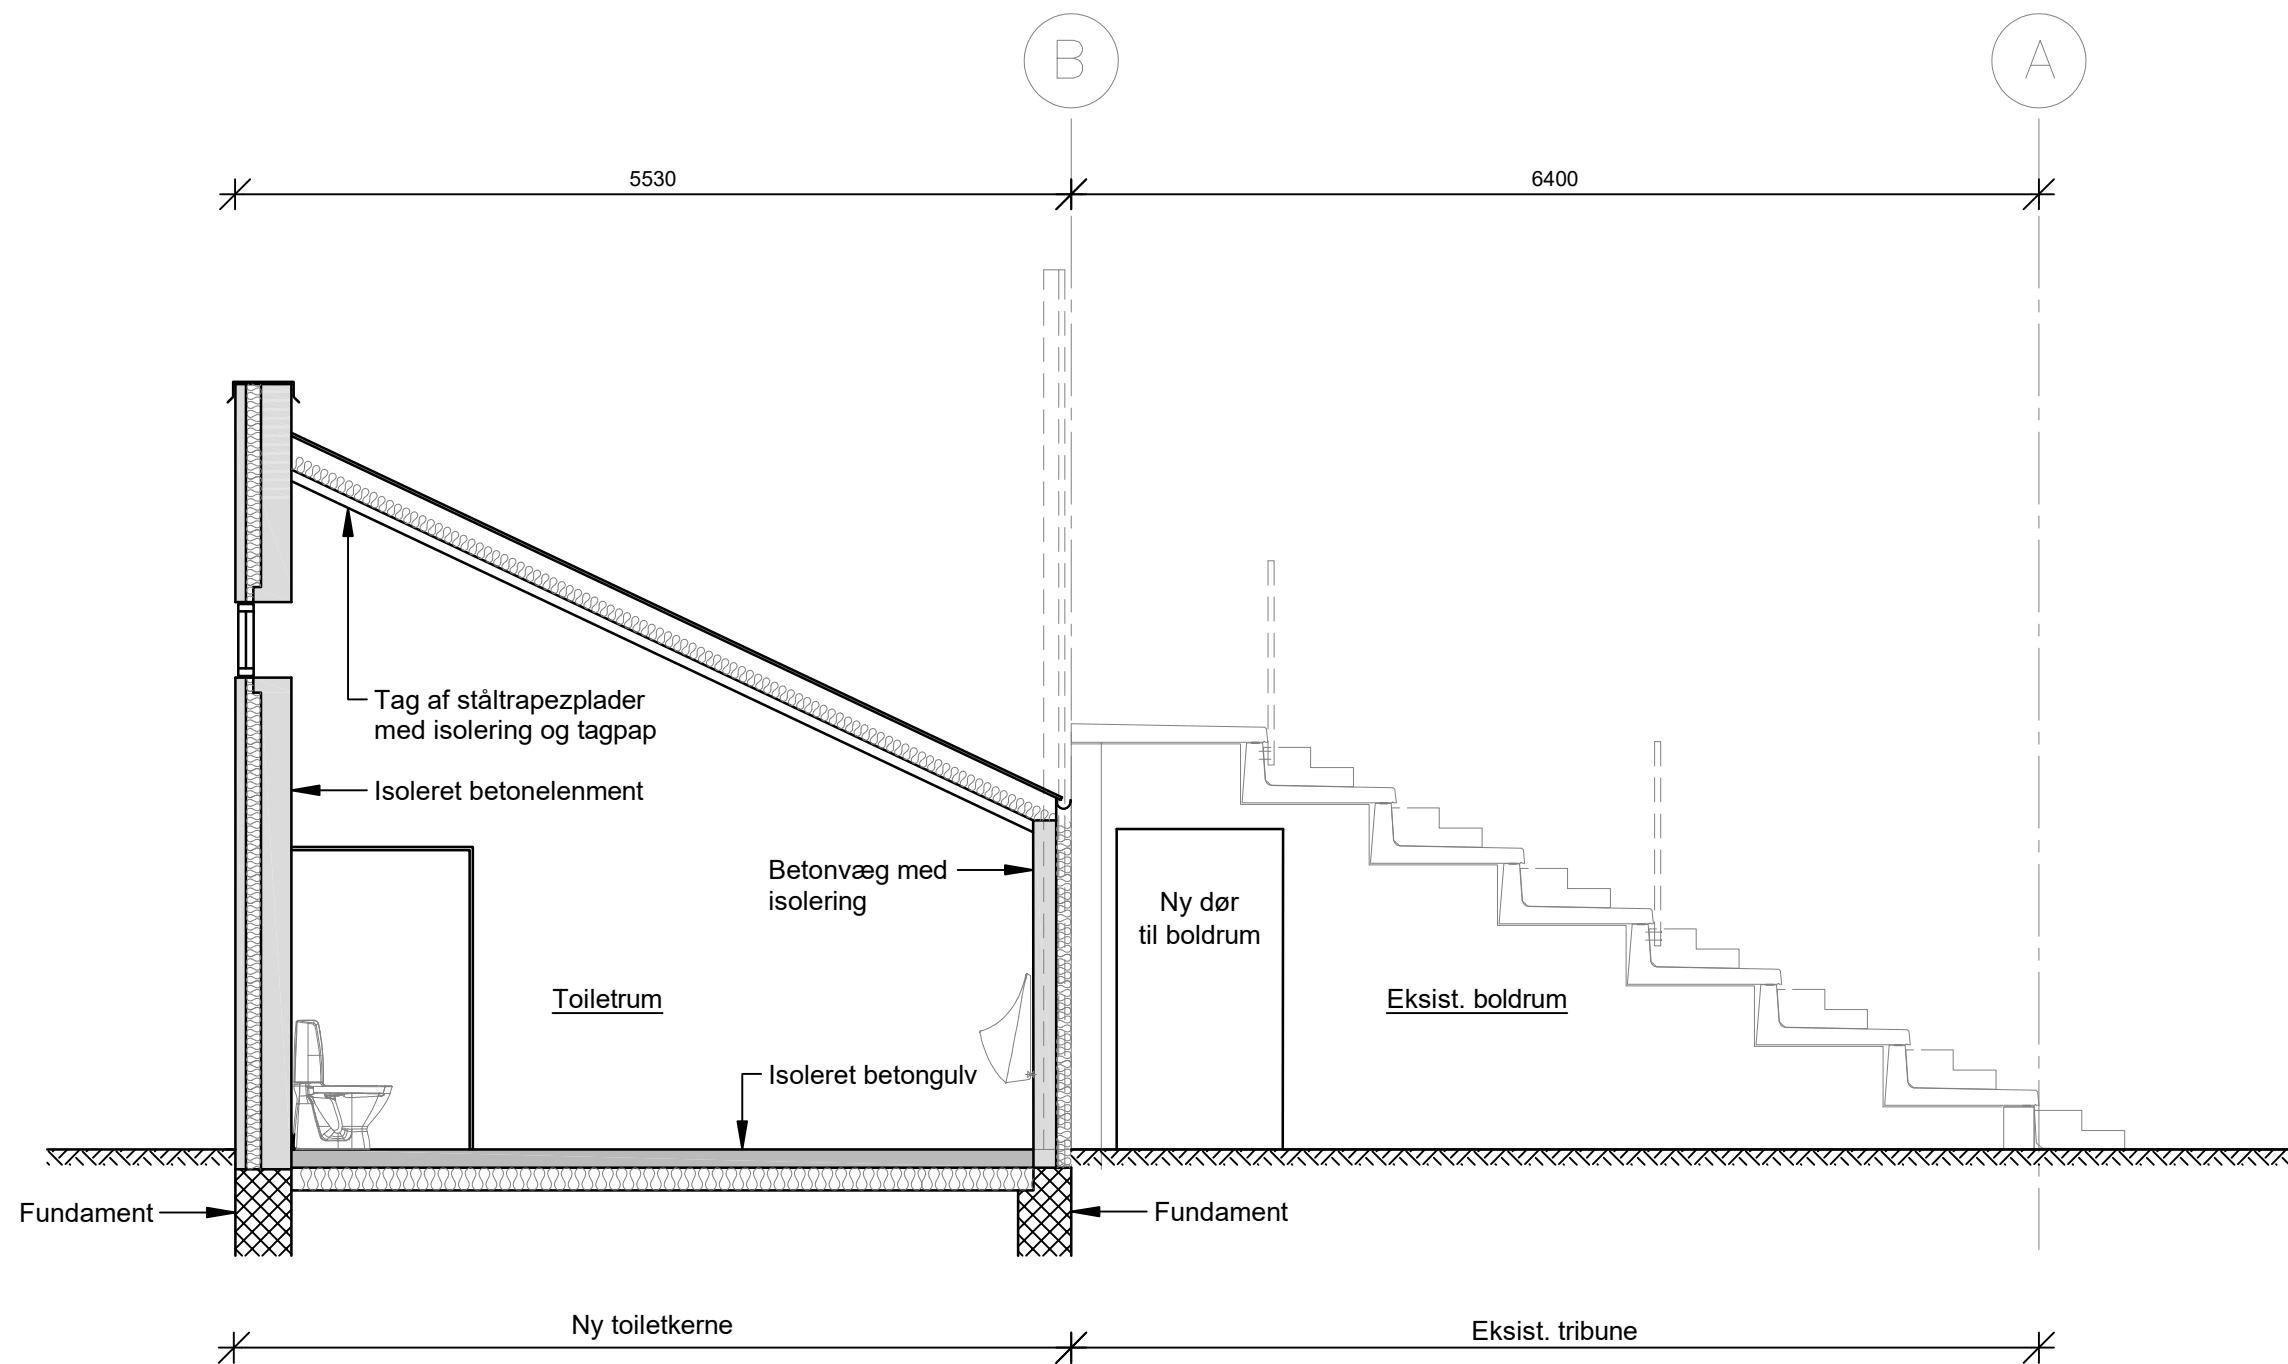 B
A
5530
6400
Tag af ståltrapezplader
med isolering og tagpap
Isoleret betonelenment
Betonvæg med
isolering
Ny dør
til boldrum
Toiletrum
Eksist. boldrum
Isoleret betongulv
Fundament
Fundament
Ny toiletkerne
Eksist. tribune